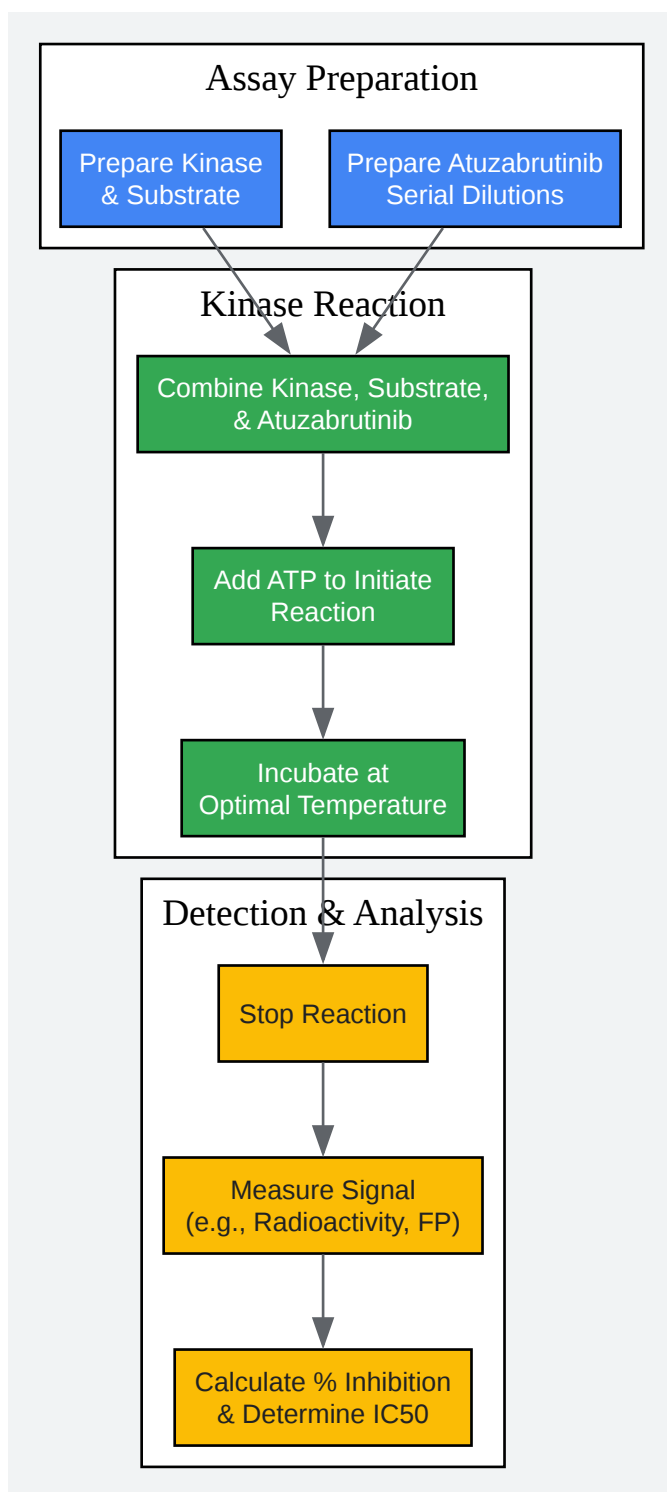 Assay Preparation
Prepare Kinase
& Substrate
Prepare Atuzabrutinib
Serial Dilutions
Kinase Reaction
Combine Kinase, Substrate,
& Atuzabrutinib
Add ATP to Initiate
Reaction
Incubate at
Optimal Temperature
Detection & Analysis
Stop Reaction
Measure Signal
(e.g., Radioactivity, FP)
Calculate % Inhibition
& Determine IC50